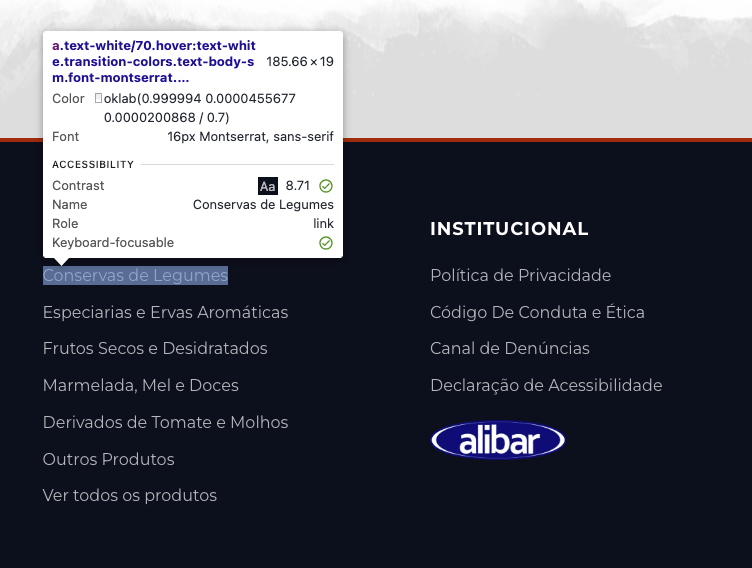 a.text-white/70.hover:text-whit
e.transition-colors.text-body-s
m.font-montserrat.…
185.66 × 19
Color oklab(0.999994 0.0000455677
0.0000200868 / 0.7)
Font 16px Montserrat, sans-serif
ACCESSIBILITY
Contrast Aa 8.71
Name Conservas de Legumes
Role link
Keyboard-focusable
Conservas de Legumes
Especiarias e Ervas Aromáticas
Frutos Secos e Desidratados
Marmelada, Mel e Doces
Derivados de Tomate e Molhos
Outros Produtos
Ver todos os produtos
INSTITUCIONAL
Política de Privacidade
Código De Conduta e Ética
Canal de Denúncias
Declaração de Acessibilidade
alibar